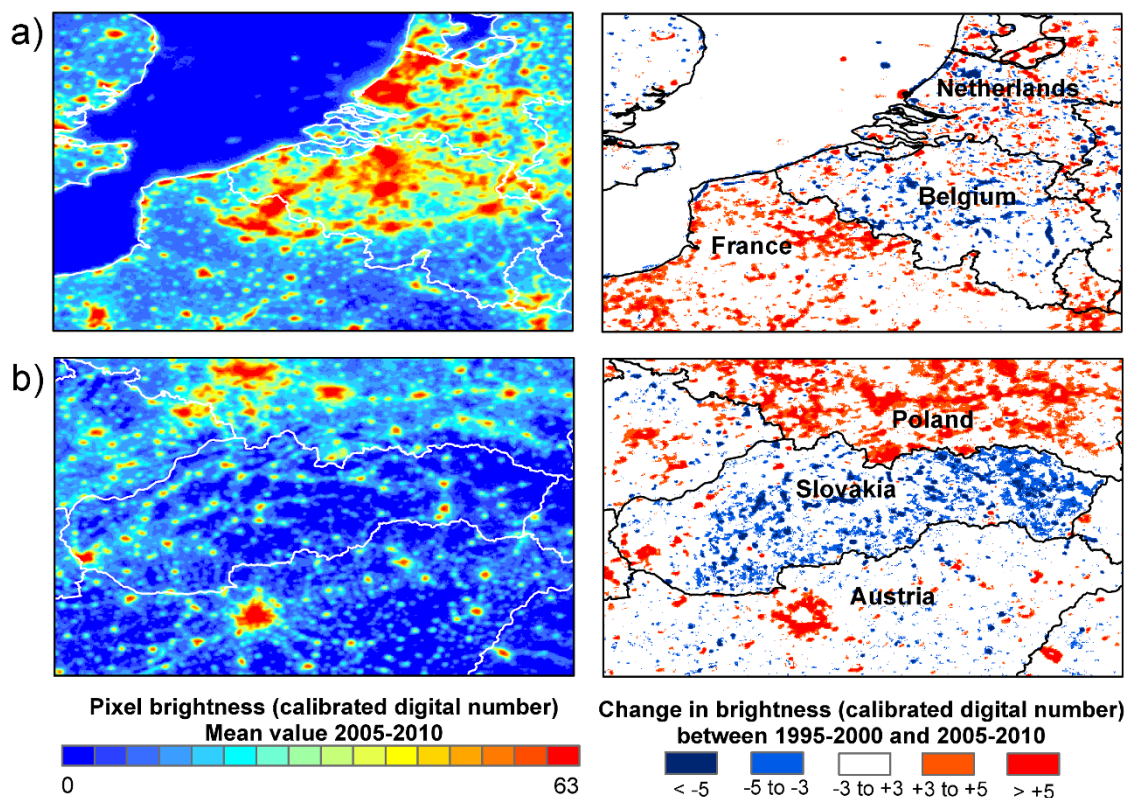 a)
Netherlands
Belgium
France
b)
Poland
Slovakia
Austria
Pixel brightness (calibrated digital number)
Mean value 2005-2010
0
63
Change in brightness (calibrated digital number)
between 1995-2000 and 2005-2010
< -5
-5 to -3
-3 to +3
+3 to +5
> +5